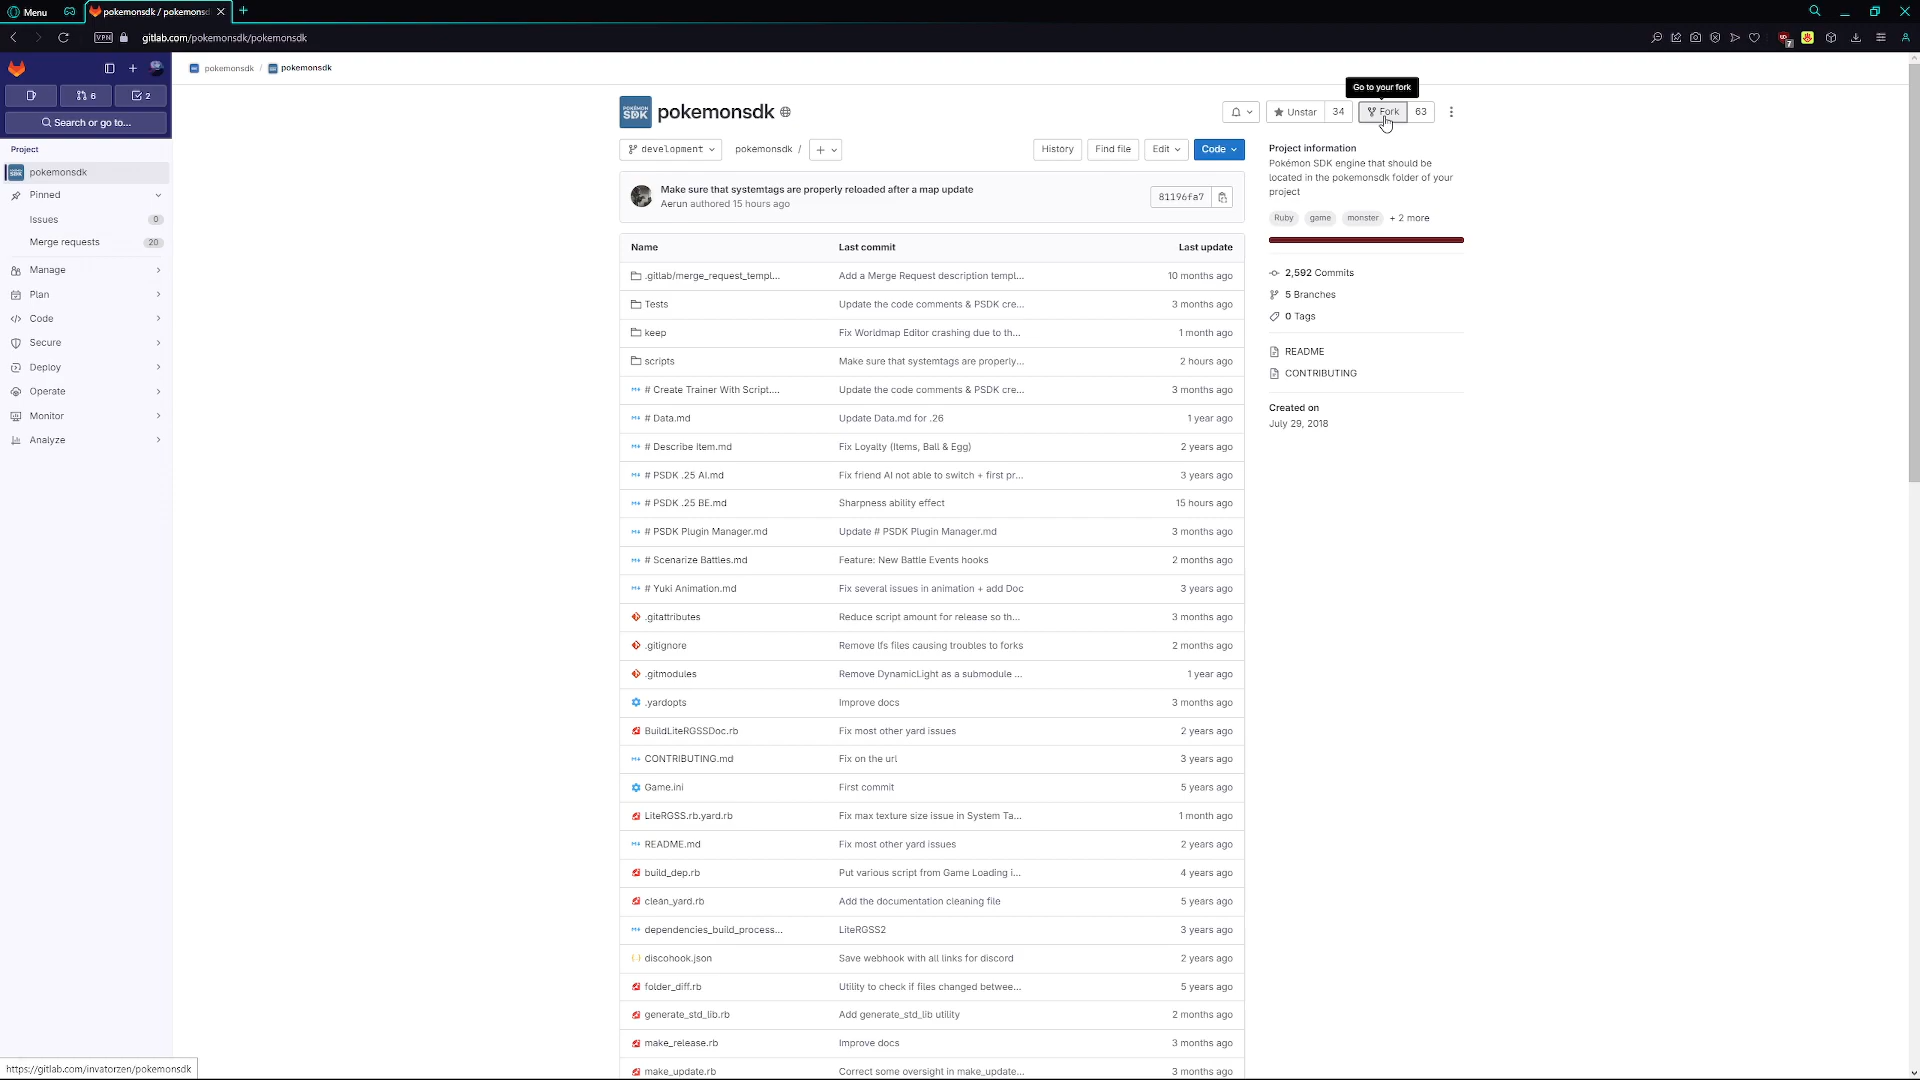 Menu
pokemonsdk / pokemons
VPN
gitlab.com/pokemonsdk/pokemonsdk
7
6
2
Search or go to...
Project
pokemonsdk
Pinned
Issues 0
Merge requests 20
Manage
Plan
Code
Secure
Deploy
Operate
Monitor
Analyze
pokemonsdk / pokemonsdk
Go to your fork
POKÉMON
SDK
pokemonsdk
Unstar 34
Fork 63
development
pokemonsdk /
History
Find file
Edit
Code
Make sure that systemtags are properly reloaded after a map update
Aerun authored 15 hours ago
81196fa7
Name Last commit Last update
.gitlab/merge_request_templ... Add a Merge Request description templ... 10 months ago
Tests Update the code comments & PSDK cre... 3 months ago
keep Fix Worldmap Editor crashing due to th... 1 month ago
scripts Make sure that systemtags are properly... 2 hours ago
# Create Trainer With Script.... Update the code comments & PSDK cre... 3 months ago
# Data.md Update Data.md for .26 1 year ago
# Describe Item.md Fix Loyalty (Items, Ball & Egg) 2 years ago
# PSDK .25 AI.md Fix friend AI not able to switch + first pr... 3 years ago
# PSDK .25 BE.md Sharpness ability effect 15 hours ago
# PSDK Plugin Manager.md Update # PSDK Plugin Manager.md 3 months ago
# Scenarize Battles.md Feature: New Battle Events hooks 2 months ago
# Yuki Animation.md Fix several issues in animation + add Doc 3 years ago
.gitattributes Reduce script amount for release so th... 3 months ago
.gitignore Remove lfs files causing troubles to forks 2 months ago
.gitmodules Remove DynamicLight as a submodule ... 1 year ago
.yardopts Improve docs 3 months ago
BuildLiteRGSSDoc.rb Fix most other yard issues 2 years ago
CONTRIBUTING.md Fix on the url 3 years ago
Game.ini First commit 5 years ago
LiteRGSS.rb.yard.rb Fix max texture size issue in System Ta... 1 month ago
README.md Fix most other yard issues 2 years ago
build_dep.rb Put various script from Game Loading i... 4 years ago
clean_yard.rb Add the documentation cleaning file 5 years ago
dependencies_build_process... LiteRGSS2 3 years ago
discohook.json Save webhook with all links for discord 2 years ago
folder_diff.rb Utility to check if files changed betwee... 5 years ago
generate_std_lib.rb Add generate_std_lib utility 2 months ago
make_release.rb Improve docs 3 months ago
make_update.rb Correct some oversight in make_update... 3 months ago
Project information
Pokémon SDK engine that should be
located in the pokemonsdk folder of your
project
Ruby game monster + 2 more
2,592 Commits
5 Branches
0 Tags
README
CONTRIBUTING
Created on
July 29, 2018
https://gitlab.com/invatorzen/pokemonsdk